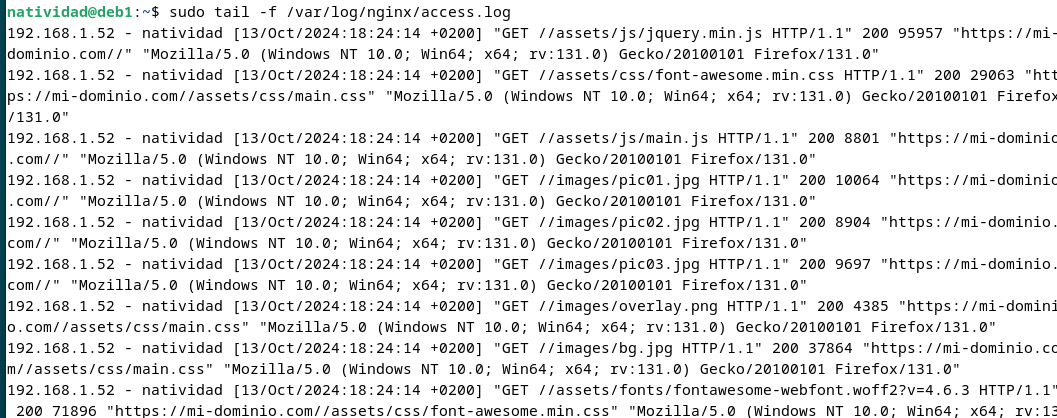 natividad@deb1:~$ sudo tail -f /var/log/nginx/access.log
192.168.1.52 - natividad [13/Oct/2024:18:24:14 +0200] "GET //assets/js/jquery.min.js HTTP/1.1" 200 95957 "https://mi-
dominio.com//" "Mozilla/5.0 (Windows NT 10.0; Win64; x64; rv:131.0) Gecko/20100101 Firefox/131.0"
192.168.1.52 - natividad [13/Oct/2024:18:24:14 +0200] "GET //assets/css/font-awesome.min.css HTTP/1.1" 200 29063 "htt
ps://mi-dominio.com//assets/css/main.css" "Mozilla/5.0 (Windows NT 10.0; Win64; x64; rv:131.0) Gecko/20100101 Firefox
/131.0"
192.168.1.52 - natividad [13/Oct/2024:18:24:14 +0200] "GET //assets/js/main.js HTTP/1.1" 200 8801 "https://mi-dominio
.com//" "Mozilla/5.0 (Windows NT 10.0; Win64; x64; rv:131.0) Gecko/20100101 Firefox/131.0"
192.168.1.52 - natividad [13/Oct/2024:18:24:14 +0200] "GET //images/pic01.jpg HTTP/1.1" 200 10064 "https://mi-dominio
.com//" "Mozilla/5.0 (Windows NT 10.0; Win64; x64; rv:131.0) Gecko/20100101 Firefox/131.0"
192.168.1.52 - natividad [13/Oct/2024:18:24:14 +0200] "GET //images/pic02.jpg HTTP/1.1" 200 8904 "https://mi-dominio.
com//" "Mozilla/5.0 (Windows NT 10.0; Win64; x64; rv:131.0) Gecko/20100101 Firefox/131.0"
192.168.1.52 - natividad [13/Oct/2024:18:24:14 +0200] "GET //images/pic03.jpg HTTP/1.1" 200 9697 "https://mi-dominio.
com//" "Mozilla/5.0 (Windows NT 10.0; Win64; x64; rv:131.0) Gecko/20100101 Firefox/131.0"
192.168.1.52 - natividad [13/Oct/2024:18:24:14 +0200] "GET //images/overlay.png HTTP/1.1" 200 4385 "https://mi-domini
o.com//assets/css/main.css" "Mozilla/5.0 (Windows NT 10.0; Win64; x64; rv:131.0) Gecko/20100101 Firefox/131.0"
192.168.1.52 - natividad [13/Oct/2024:18:24:14 +0200] "GET //images/bg.jpg HTTP/1.1" 200 37864 "https://mi-dominio.co
m//assets/css/main.css" "Mozilla/5.0 (Windows NT 10.0; Win64; x64; rv:131.0) Gecko/20100101 Firefox/131.0"
192.168.1.52 - natividad [13/Oct/2024:18:24:14 +0200] "GET //assets/fonts/fontawesome-webfont.woff2?v=4.6.3 HTTP/1.1"
200 71896 "https://mi-dominio.com//assets/css/font-awesome.min.css" "Mozilla/5.0 (Windows NT 10.0; Win64; x64; rv:13